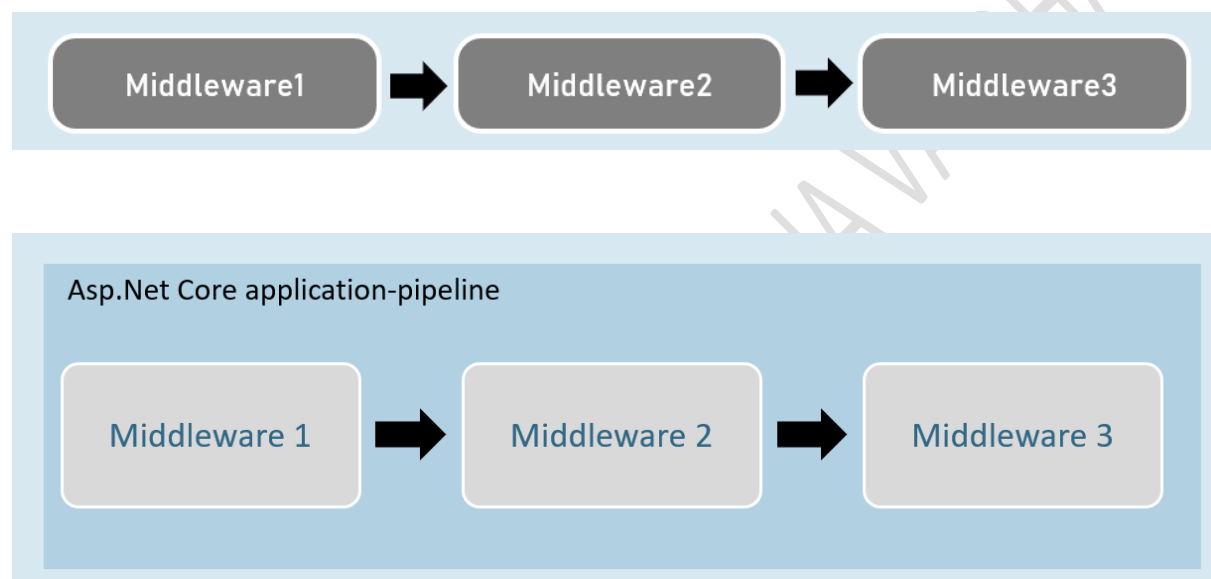 Middleware1
Middleware2
Middleware3
Asp.Net Core application-pipeline
Middleware 1
Middleware 2
Middleware 3